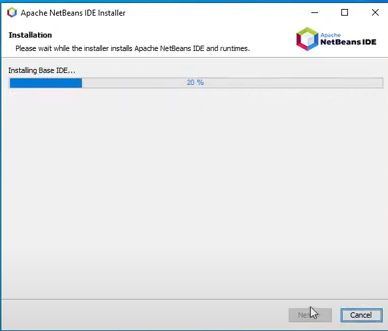 Apache NetBeans IDE Installer
Installation
Please wait while the installer installs Apache NetBeans IDE and runtimes.
Apache
NetBeans IDE
Installing Base IDE...
20 %
Cancel